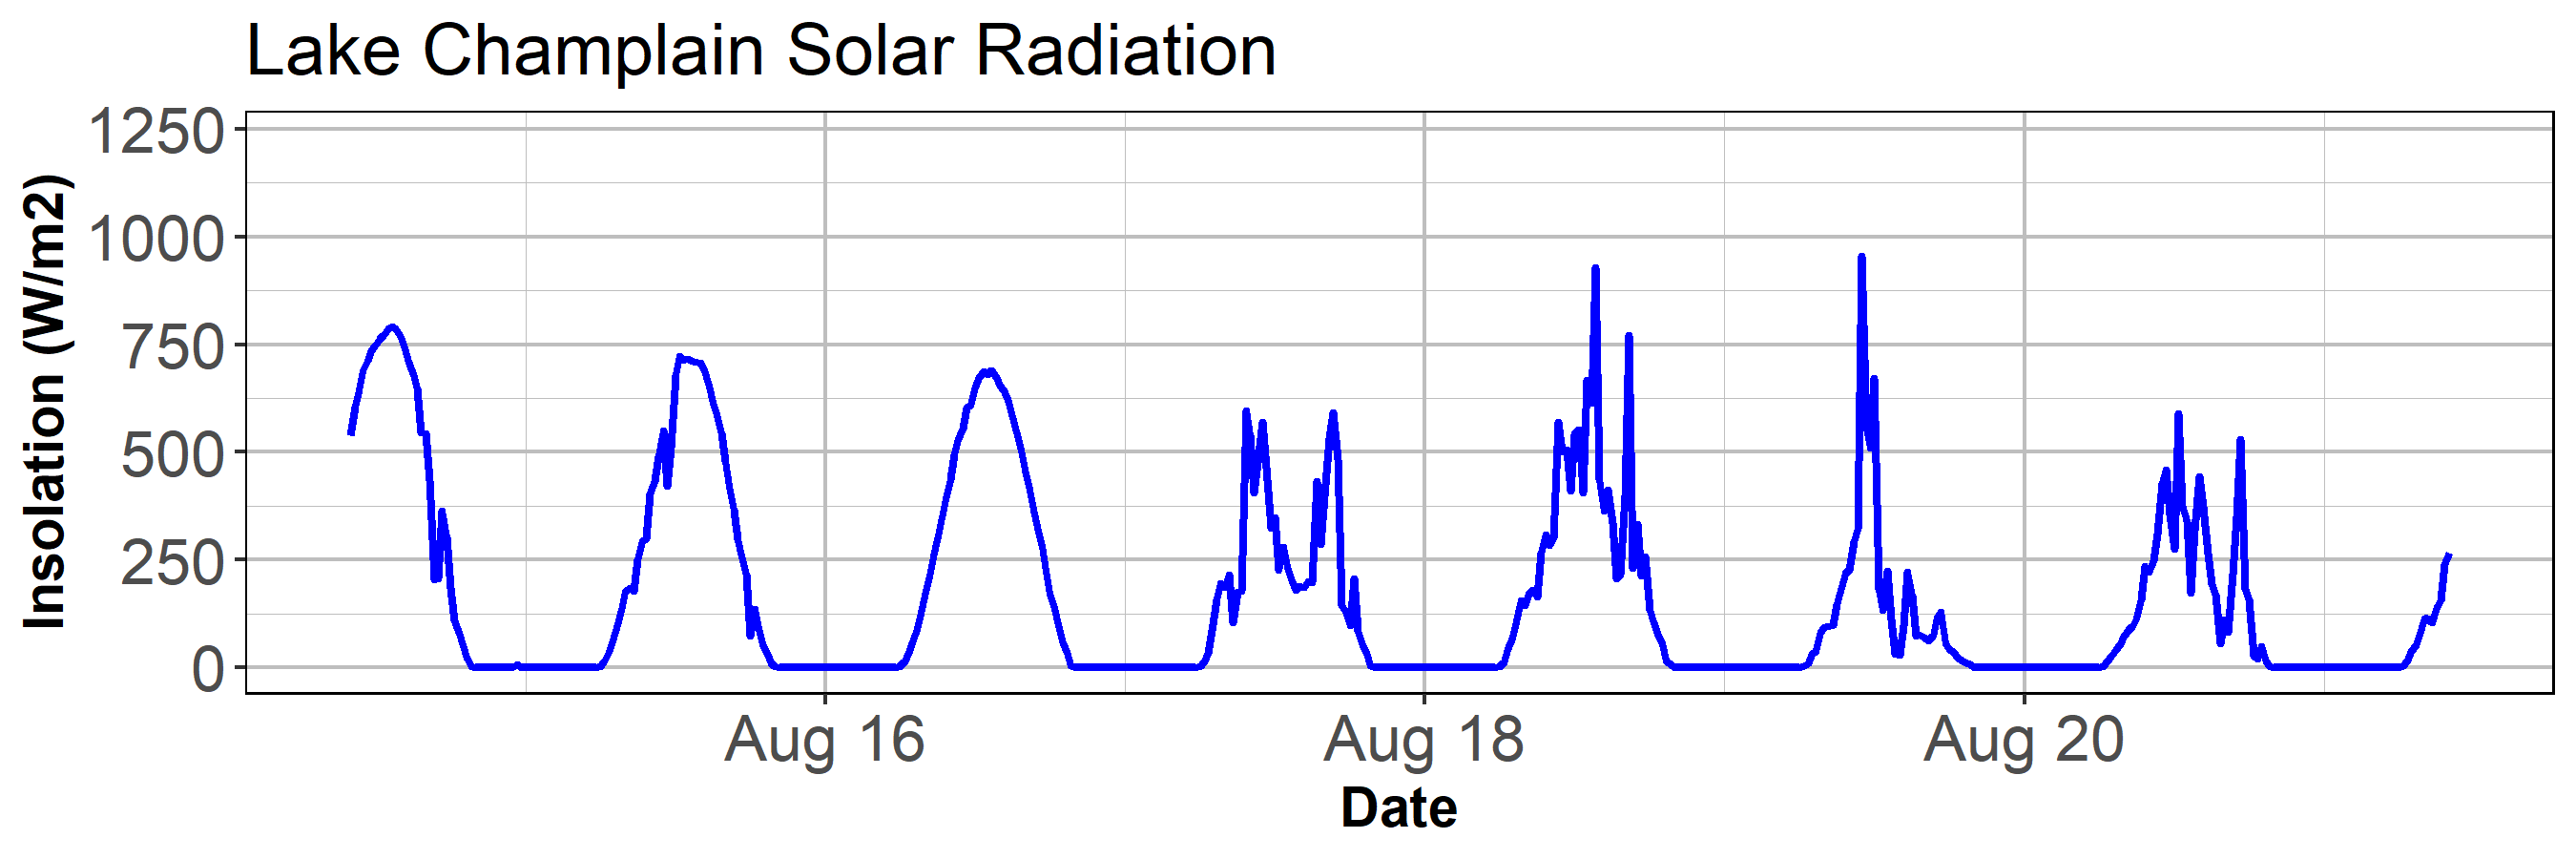 Lake Champlain Solar Radiation
Insolation (W/m2)
1250
1000
750
500
250
0
Aug 16
Aug 18
Aug 20
Date